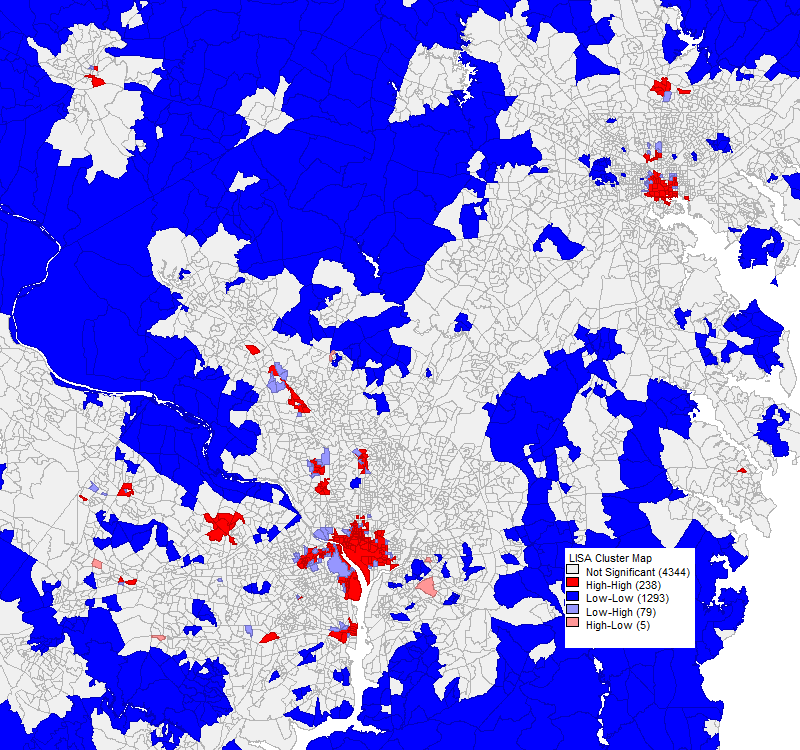 LISA Cluster Map
Not Significant (4344)
High-High (238)
Low-Low (1293)
Low-High (79)
High-Low (5)